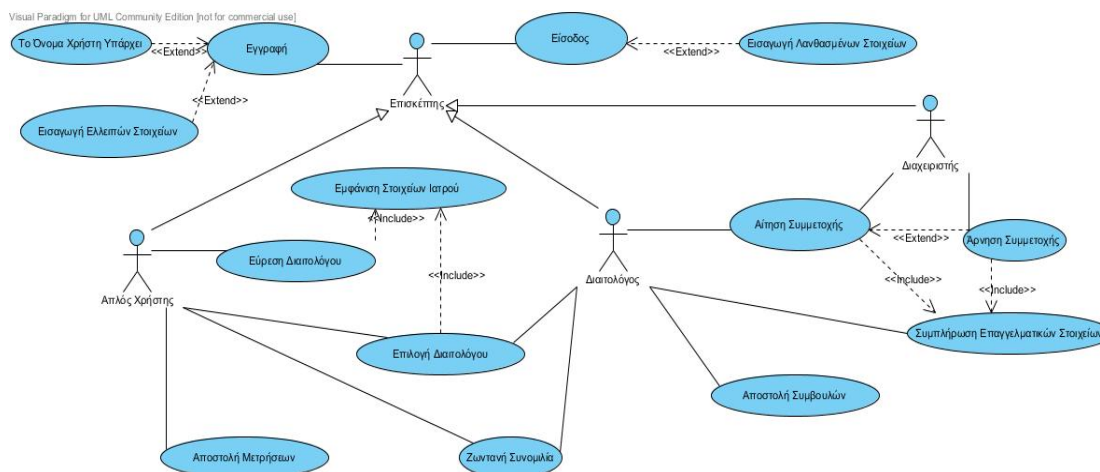 Visual Paradigm for UML Community Edition [not for commercial use]
Το Όνομα Χρήστη Υπάρχει
<<Extend>>
Εγγραφή
Είσοδος
<<Extend>>
Εισαγωγή Λανθασμένων Στοιχείων
<<Extend>>
Επισκέπτης
Εισαγωγή Ελλειπών Στοιχείων
Διαχειριστής
Εμφάνιση Στοιχείων Ιατρού
<<Include>>
Αίτηση Συμμετοχής
<<Extend>>
Άρνηση Συμμετοχής
Εύρεση Διαιτολόγου
<<Include>>
Διαιτολόγος
<<Include>>
<<Include>>
Απλός Χρήστης
Συμπλήρωση Επαγγελματικών Στοιχείων
Επιλογή Διαιτολόγου
Αποστολή Συμβουλών
Αποστολή Μετρήσεων
Ζωντανή Συνομιλία